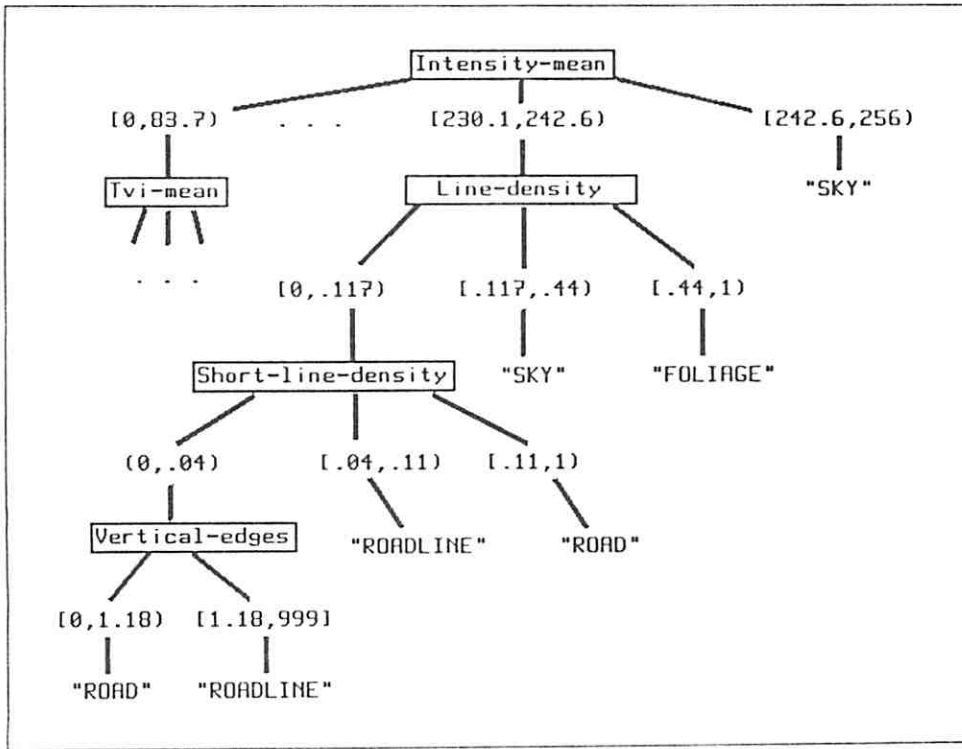 Intensity-mean
[0,83.7) . . . [230.1,242.6) [242.6,256)
Tvi-mean Line-density "SKY"
. . .
[0,.117) [.117,.44) [.44,1)
Short-line-density "SKY" "FOLIAGE"
(0,.04) [.04,.11) [.11,1)
Vertical-edges "ROADLINE" "ROAD"
[0,1.18) [1.18,999]
"ROAD" "ROADLINE"